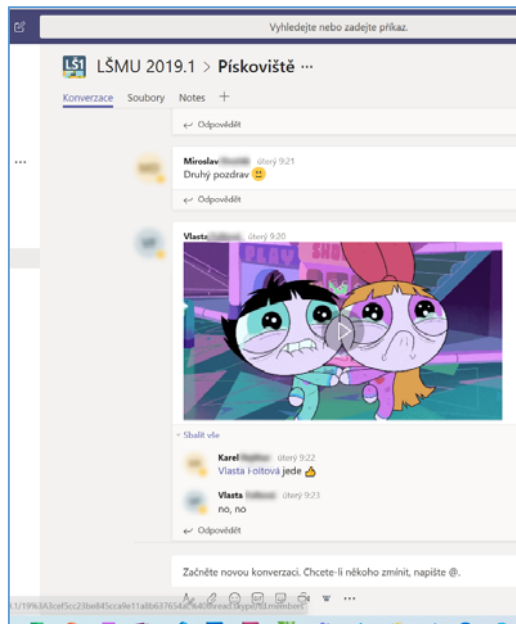 Vyhledejte nebo zadejte příkaz.
LŠ1 LŠMU 2019.1 > Pískoviště ···
Konverzace Soubory Notes +
Odpovědět
Miroslav úterý 9:21
Druhý pozdrav
Odpovědět
Vlasta úterý 9:20
PLAY
Sbalit vše
Karel úterý 9:22
Vlasta jede
Vlasta úterý 9:23
no, no
Odpovědět
Začněte novou konverzaci. Chcete-li někoho zmínit, napište @.
GIF